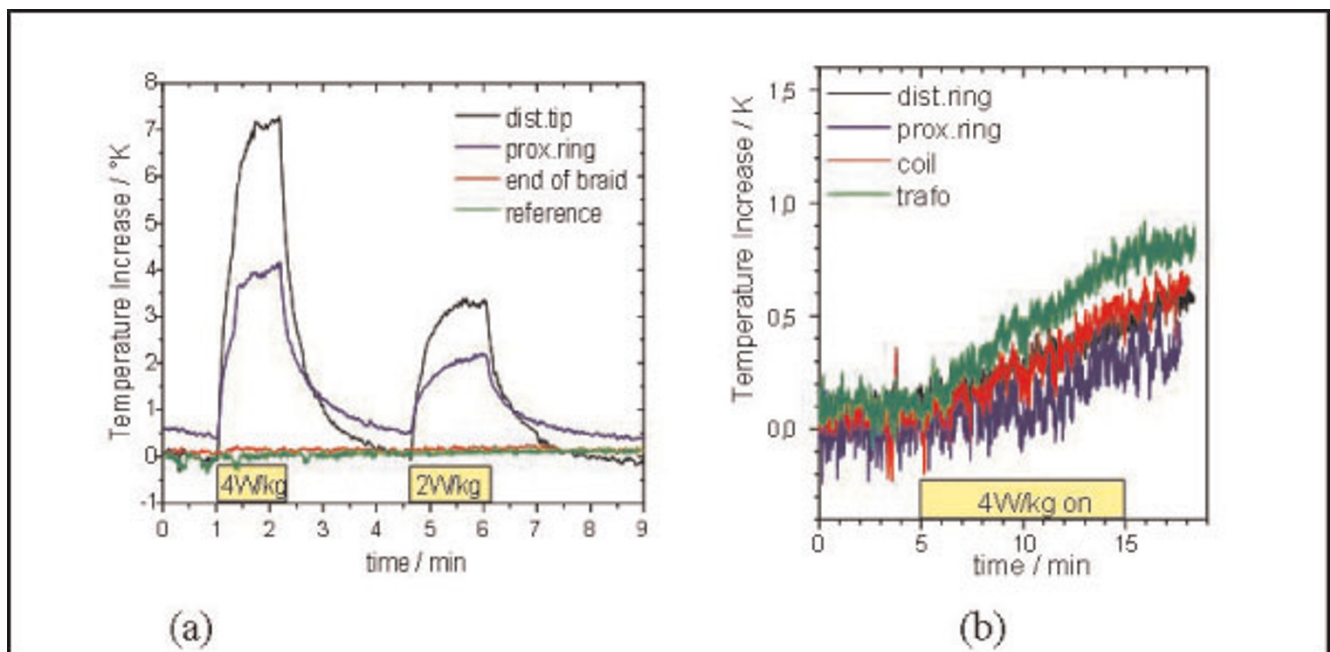 8
7
6
5
4
3
2
1
0
-1
Temperature Increase / °K
dist.tip
prox.ring
end of braid
reference
4W/kg
2W/kg
0 1 2 3 4 5 6 7 8 9
time / min
(a)
1,5
1,0
0,5
0,0
Temperature Increase / K
dist.ring
prox.ring
coil
trafo
4W/kg on
0 5 10 15
time / min
(b)